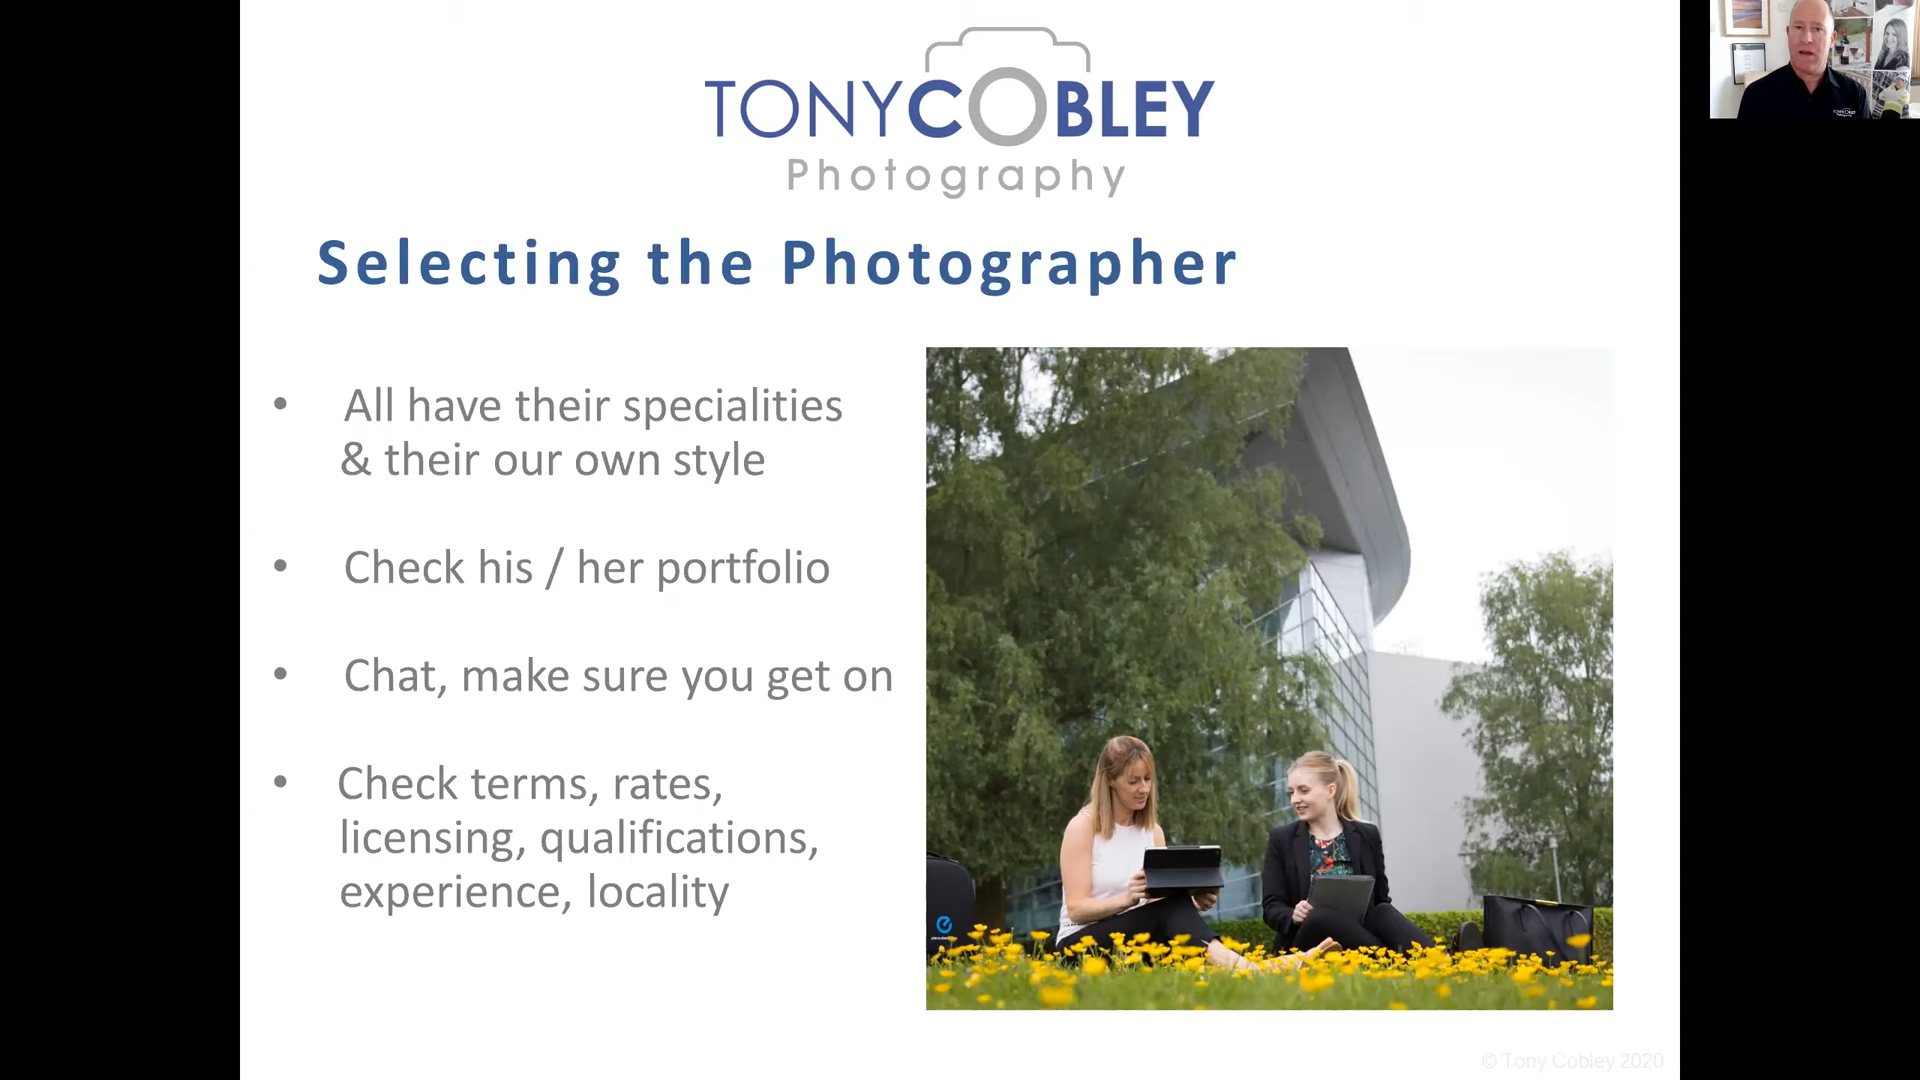 TONYCOBLEY
Photography
Selecting the Photographer
• All have their specialities
& their our own style
• Check his / her portfolio
• Chat, make sure you get on
• Check terms, rates,
licensing, qualifications,
experience, locality
© Tony Cobley 2020